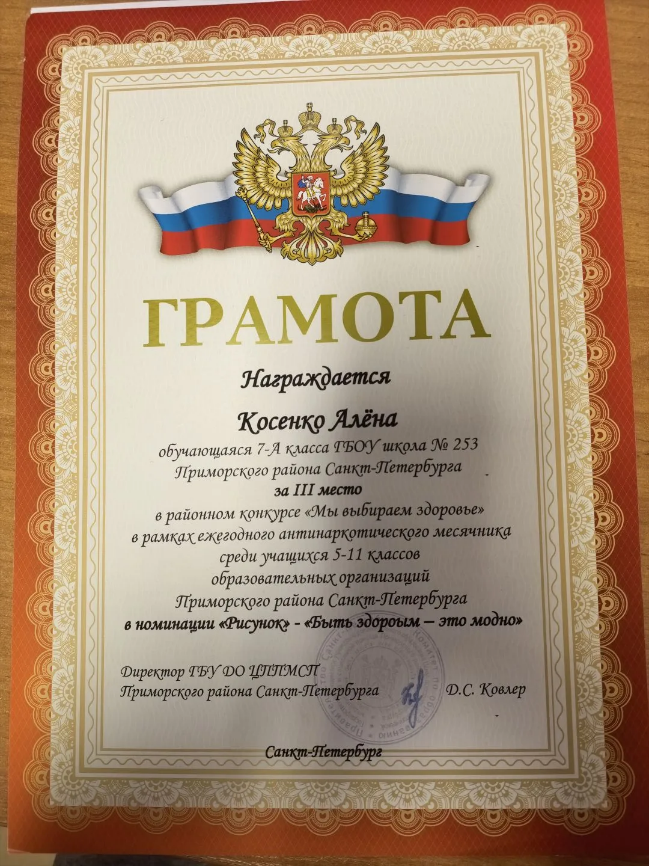 ГРАМОТА
Награждается
Косенко Алёна
обучающаяся 7-А класса ГБОУ школа № 253
Приморского района Санкт-Петербурга
за III место
в районном конкурсе «Мы выбираем здоровье»
в рамках ежегодного антинаркотического месячника
среди учащихся 5-11 классов
образовательных организаций
Приморского района Санкт-Петербурга
в номинации «Рисунок» - «Быть здороым – это модно»
Директор ГБУ ДО ЦППМСП
Приморского района Санкт-Петербурга Д.С. Ковлер
Санкт-Петербург